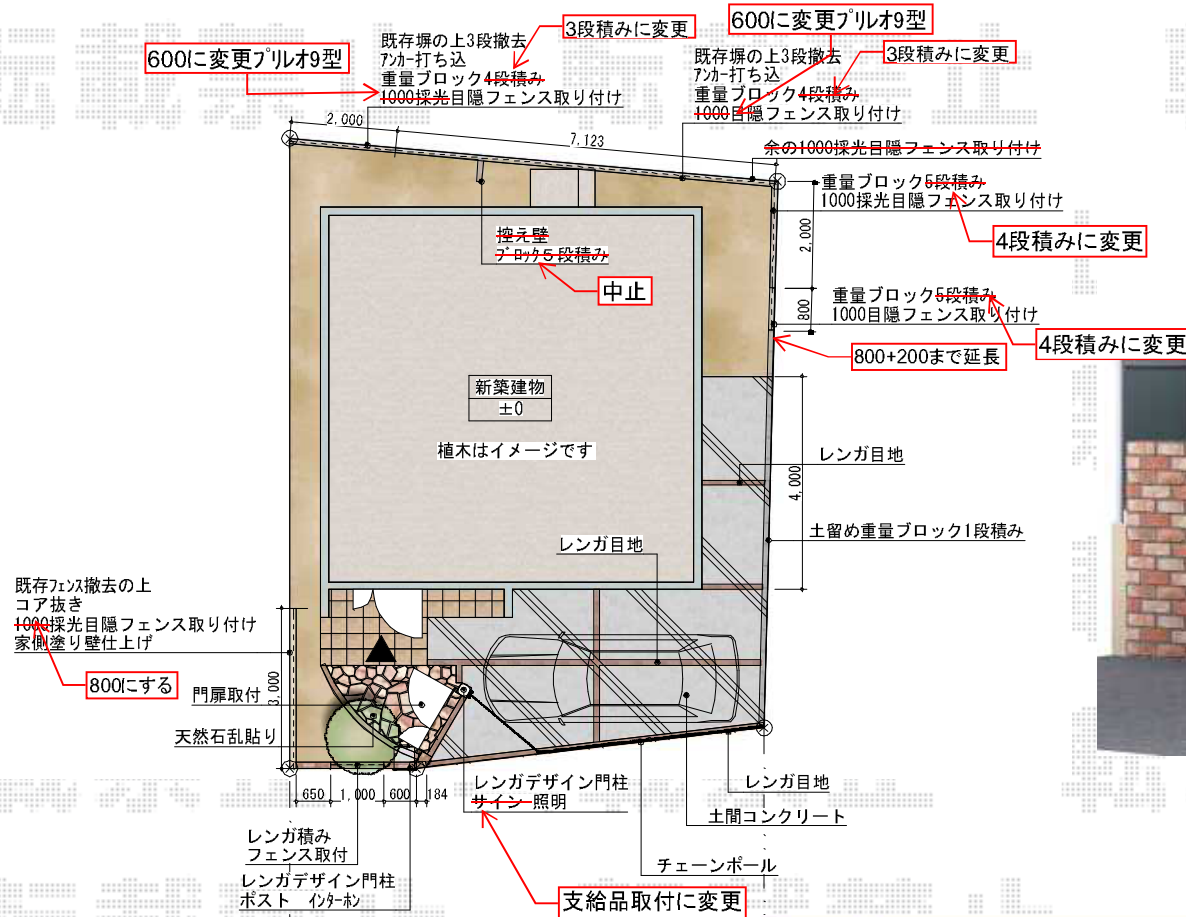 600に変更プリレオ9型
既存塀の上3段撤去
アンカー打ち込
重量ブロック4段積み
1000採光目隠フェンス取り付け
3段積みに変更
600に変更プリレオ9型
既存塀の上3段撤去
アンカー打ち込
重量ブロック4段積み
1000目隠フェンス取り付け
3段積みに変更
2,000
7,123
余の1000採光目隠フェンス取り付け
重量ブロック5段積み
1000採光目隠フェンス取り付け
4段積みに変更
2,000
控え壁
ブロック5段積み
中止
重量ブロック5段積み
1000目隠フェンス取り付け
4段積みに変更
800
800+200まで延長
新築建物
±0
植木はイメージです
レンガ目地
4,000
土留め重量ブロック1段積み
レンガ目地
既存フェンス撤去の上
コア抜き
1000採光目隠フェンス取り付け
家側塗り壁仕上げ
800にする
3,000
門扉取付
天然石乱貼り
650
1,000
600
184
レンガデザイン門柱
サイン 照明
レンガ目地
土間コンクリート
チェーンポール
レンガ積み
フェンス取付
レンガデザイン門柱
ポスト インターホン
支給品取付に変更